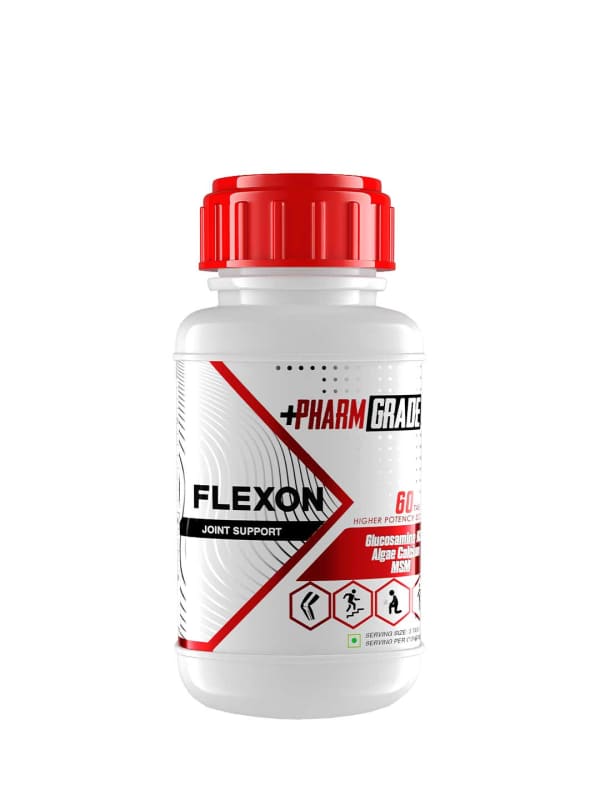 +PHARM GRADE
FLEXON
JOINT SUPPORT
60
HIGHER POTENCY
Glucosamine
Algae Calcium
MSM
SERVING SIZE:
SERVING PER